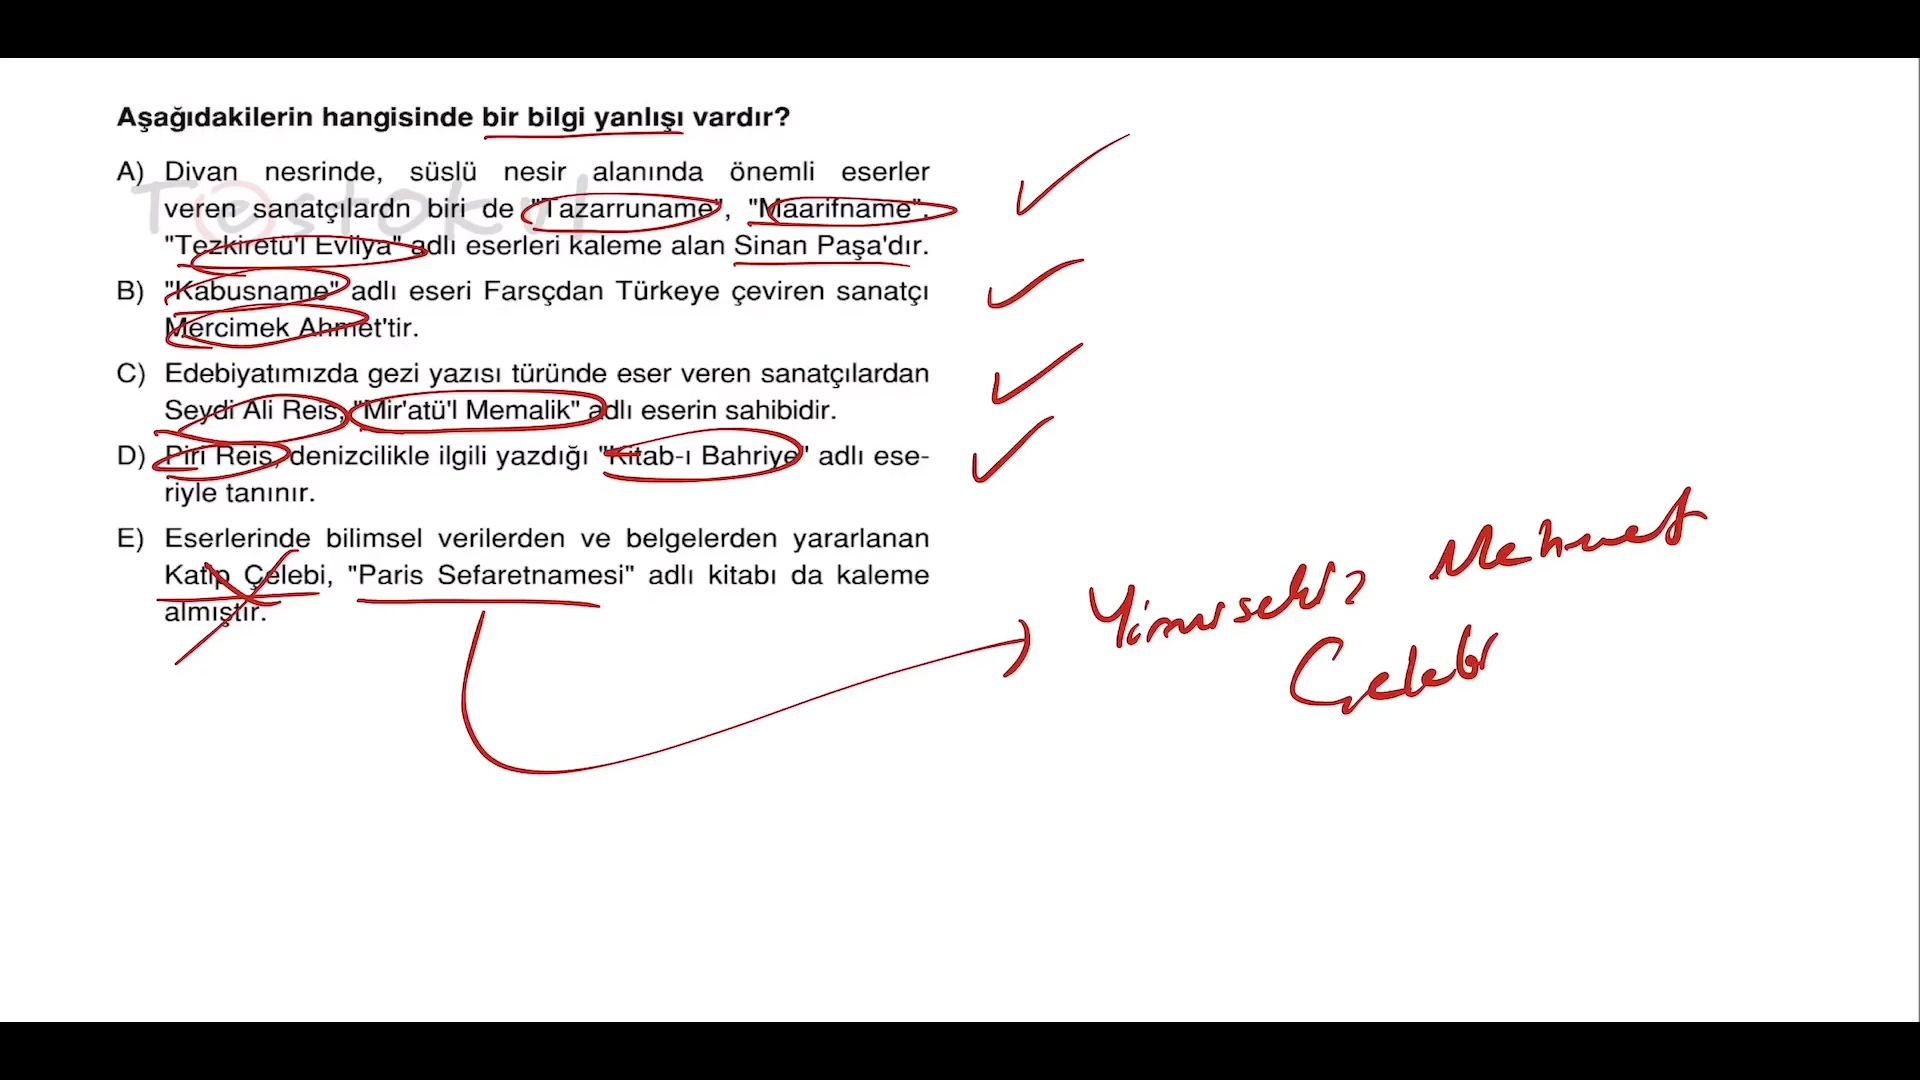 Aşağıdakilerin hangisinde bir bilgi yanlışı vardır?
A) Divan nesrinde, süslü nesir alanında önemli eserler
veren sanatçılardn biri de "Tazarruname", "Maarifname",
"Tezkiretü'l Evliya" adlı eserleri kaleme alan Sinan Paşa'dır.
B) "Kabusname" adlı eseri Farsçdan Türkeye çeviren sanatçı
Mercimek Ahmet'tir.
C) Edebiyatımızda gezi yazısı türünde eser veren sanatçılardan
Seydi Ali Reis, "Mir'atü'l Memalik" adlı eserin sahibidir.
D) Piri Reis, denizcilikle ilgili yazdığı "Kitab-ı Bahriye" adlı ese-
riyle tanınır.
E) Eserlerinde bilimsel verilerden ve belgelerden yararlanan
Katip Çelebi, "Paris Sefaretnamesi" adlı kitabı da kaleme
almıştır.
Yirmisekiz Mehmet
Çelebi
Testokul